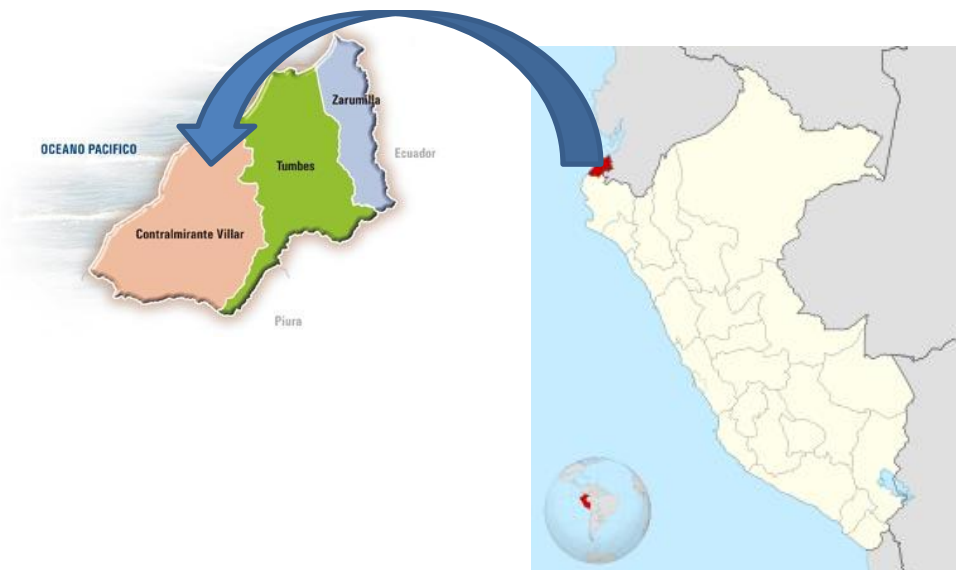 Zarumilla
OCEANO PACIFICO
Ecuador
Tumbes
Contralmirante Villar
Piura